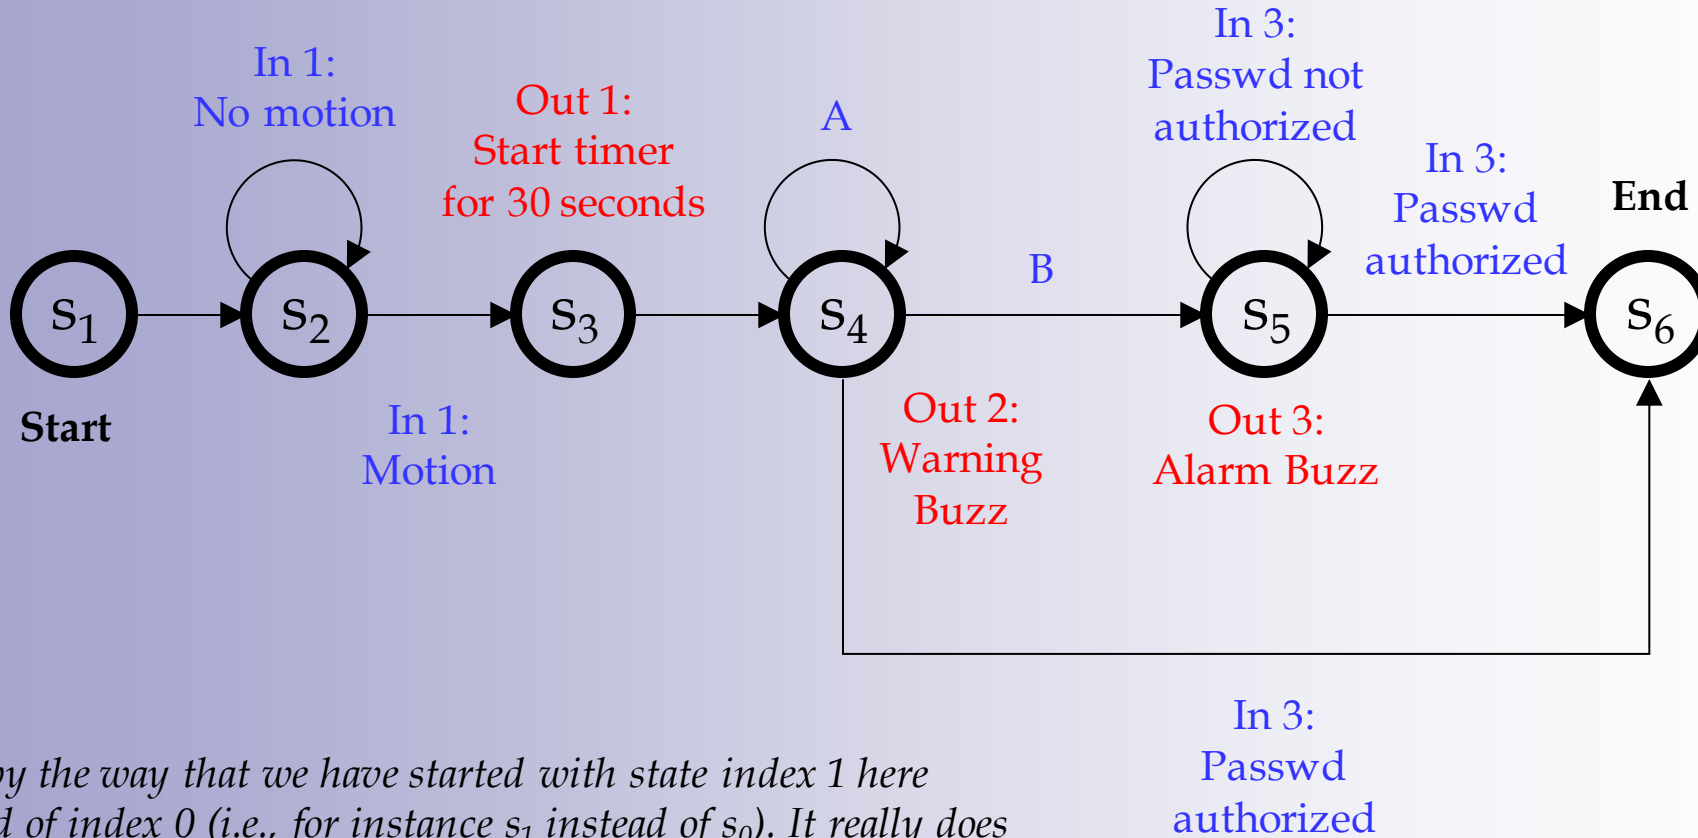 In 1:
No motion
Out 1:
Start timer
for 30 seconds
A
In 3:
Passwd not
authorized
In 3:
Passwd
authorized
End
B
s1
s2
s3
s4
s5
s6
Start
In 1:
Motion
Out 2:
Warning
Buzz
Out 3:
Alarm Buzz
In 3:
Passwd
authorized
by the way that we have started with state index 1 here
of index 0 (i.e., for instance s1 instead of s0). It really does